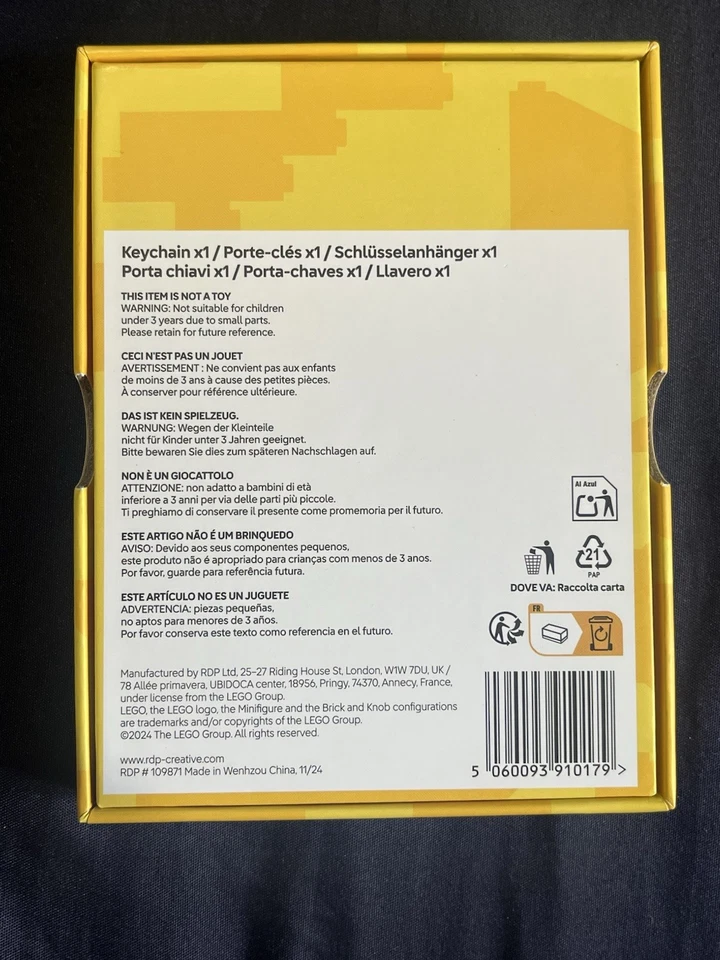 Keychain x1 / Porte-clés x1 / Schlüsselanhänger x1
Porta chiavi x1 / Porta-chaves x1 / Llavero x1
THIS ITEM IS NOT A TOY
WARNING: Not suitable for children
under 3 years due to small parts.
Please retain for future reference.
CECI N'EST PAS UN JOUET
AVERTISSEMENT : Ne convient pas aux enfants
de moins de 3 ans à cause des petites pièces.
À conserver pour référence ultérieure.
DAS IST KEIN SPIELZEUG.
WARNUNG: Wegen der Kleinteile
nicht für Kinder unter 3 Jahren geeignet.
Bitte bewaren Sie dies zum späteren Nachschlagen auf.
NON È UN GIOCATTOLO
ATTENZIONE: non adatto a bambini di età
inferiore a 3 anni per via delle parti più piccole.
Ti preghiamo di conservare il presente come promemoria per il futuro.
ESTE ARTIGO NÃO É UM BRINQUEDO
AVISO: Devido aos seus componentes pequenos,
este produto não é apropriado para crianças com menos de 3 anos.
Por favor, guarde para referência futura.
ESTE ARTÍCULO NO ES UN JUGUETE
ADVERTENCIA: piezas pequeñas,
no aptos para menores de 3 años.
Por favor conserva este texto como referencia en el futuro.
Al Azul
21
PAP
DOVE VA: Raccolta carta
FR
Manufactured by RDP Ltd, 25–27 Riding House St, London, W1W 7DU, UK /
78 Allée primavera, UBIDOCA center, 18956, Pringy, 74370, Annecy, France,
under license from the LEGO Group.
LEGO, the LEGO logo, the Minifigure and the Brick and Knob configurations
are trademarks and/or copyrights of the LEGO Group.
©2024 The LEGO Group. All rights reserved.
www.rdp-creative.com
RDP # 109871 Made in Wenhzou China, 11/24
5 060093 910179 >